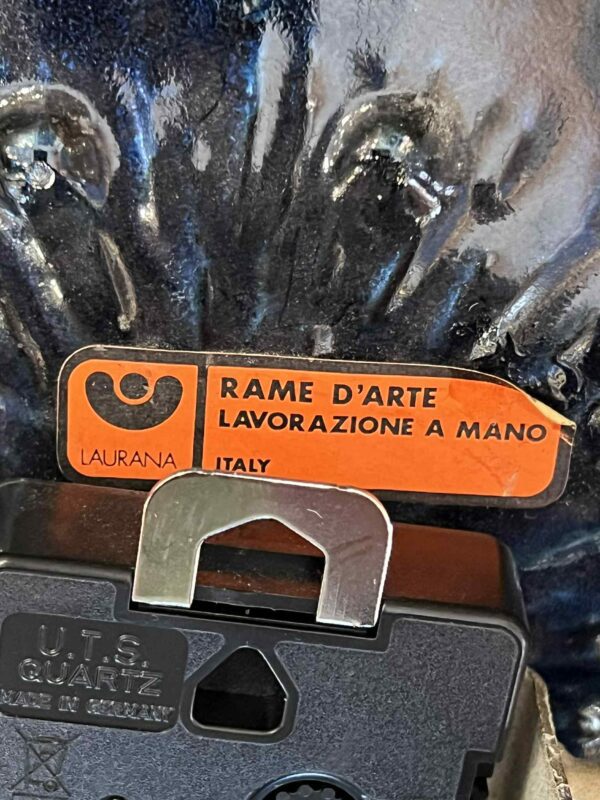 RAME D'ARTE
LAVORAZIONE A MANO
LAURANA
ITALY
U.T.S.
QUARTZ
MADE IN GERMANY